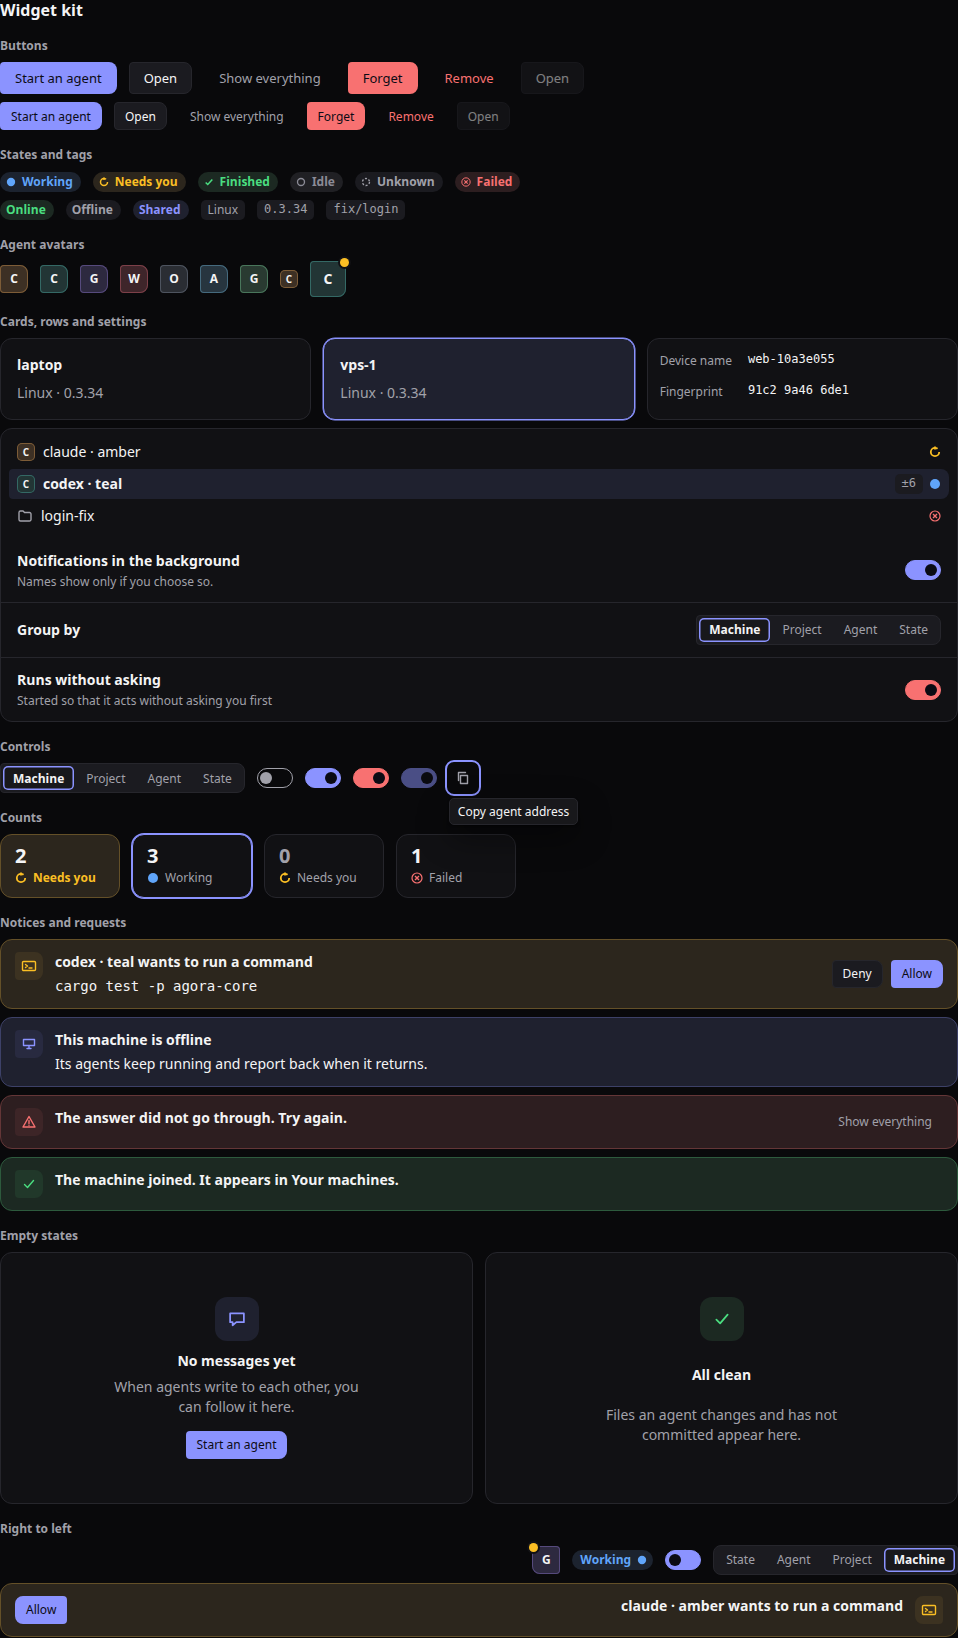 Widget kit
Buttons
Start an agent Open Show everything Forget Remove Open
Start an agent Open Show everything Forget Remove Open
States and tags
Working Needs you Finished Idle Unknown Failed
Online Offline Shared Linux 0.3.34 fix/login
Agent avatars
C C G W O A G C C
Cards, rows and settings
laptop
Linux · 0.3.34
vps-1
Linux · 0.3.34
Device name web-10a3e055
Fingerprint 91c2 9a46 6de1
C claude · amber
C codex · teal ±6
login-fix
Notifications in the background
Names show only if you choose so.
Group by Machine Project Agent State
Runs without asking
Started so that it acts without asking you first
Controls
Machine Project Agent State
Copy agent address
Counts
2
Needs you
3
Working
0
Needs you
1
Failed
Notices and requests
codex · teal wants to run a command
cargo test -p agora-core
Deny Allow
This machine is offline
Its agents keep running and report back when it returns.
The answer did not go through. Try again. Show everything
The machine joined. It appears in Your machines.
Empty states
No messages yet
When agents write to each other, you
can follow it here.
Start an agent
All clean
Files an agent changes and has not
committed appear here.
Right to left
G Working State Agent Project Machine
Allow claude · amber wants to run a command